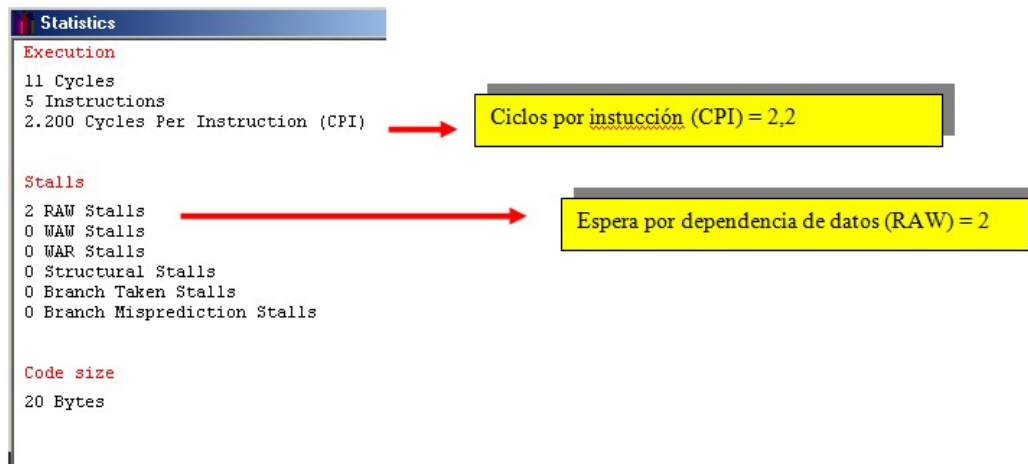 Statistics
Execution
11 Cycles
5 Instructions
2.200 Cycles Per Instruction (CPI)
Ciclos por instucción (CPI) = 2,2
Stalls
2 RAW Stalls
Espera por dependencia de datos (RAW) = 2
0 WAW Stalls
0 WAR Stalls
0 Structural Stalls
0 Branch Taken Stalls
0 Branch Misprediction Stalls
Code size
20 Bytes